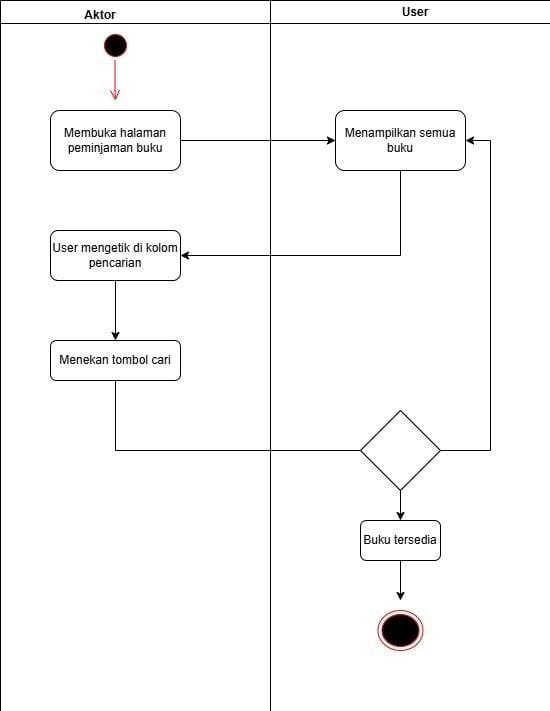 Aktor
User
Membuka halaman
peminjaman buku
Menampilkan semua
buku
User mengetik di kolom
pencarian
Menekan tombol cari
Buku tersedia